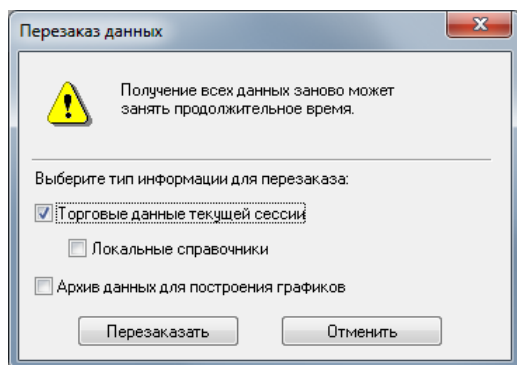 Перезаказ данных
Получение всех данных заново может
занять продолжительное время.
Выберите тип информации для перезаказа:
Торговые данные текущей сессии
Локальные справочники
Архив данных для построения графиков
Перезаказать
Отменить